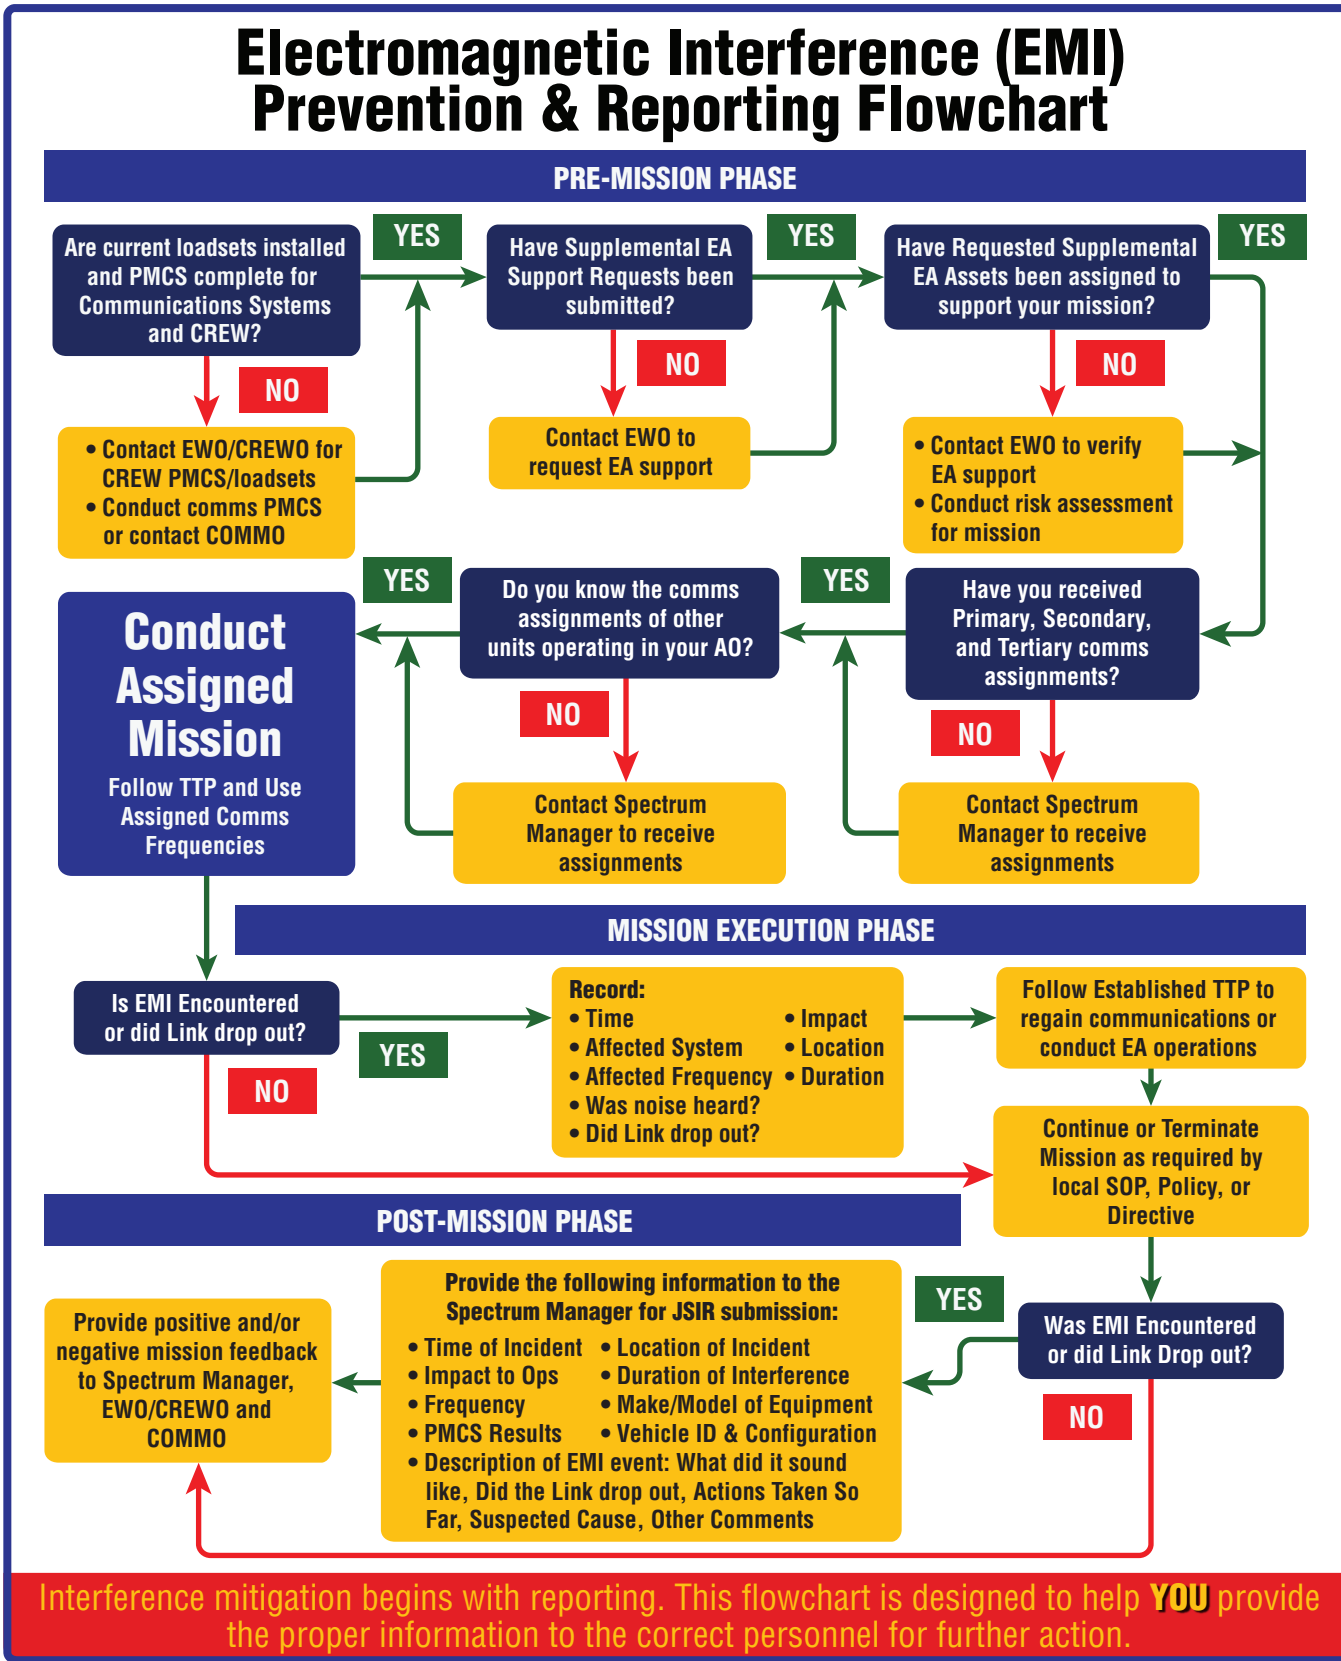 Electromagnetic Interference (EMI)
Prevention & Reporting Flowchart
PRE-MISSION PHASE
Are current loadsets installed
and PMCS complete for
Communications Systems
and CREW?
YES
NO
• Contact EWO/CREWO for
CREW PMCS/loadsets
• Conduct comms PMCS
or contact COMMO
Have Supplemental EA
Support Requests been
submitted?
YES
NO
Contact EWO to
request EA support
Have Requested Supplemental
EA Assets been assigned to
support your mission?
YES
NO
• Contact EWO to verify
EA support
• Conduct risk assessment
for mission
Have you received
Primary, Secondary,
and Tertiary comms
assignments?
YES
NO
Contact Spectrum
Manager to receive
assignments
Do you know the comms
assignments of other
units operating in your AO?
YES
NO
Contact Spectrum
Manager to receive
assignments
Conduct
Assigned
Mission
Follow TTP and Use
Assigned Comms
Frequencies
MISSION EXECUTION PHASE
Is EMI Encountered
or did Link drop out?
YES
NO
Record:
• Time
• Affected System
• Affected Frequency
• Was noise heard?
• Did Link drop out?
• Impact
• Location
• Duration
Follow Established TTP to
regain communications or
conduct EA operations
Continue or Terminate
Mission as required by
local SOP, Policy, or
Directive
POST-MISSION PHASE
Was EMI Encountered
or did Link Drop out?
YES
NO
Provide the following information to the
Spectrum Manager for JSIR submission:
• Time of Incident
• Impact to Ops
• Frequency
• PMCS Results
• Location of Incident
• Duration of Interference
• Make/Model of Equipment
• Vehicle ID & Configuration
• Description of EMI event: What did it sound
like, Did the Link drop out, Actions Taken So
Far, Suspected Cause, Other Comments
Provide positive and/or
negative mission feedback
to Spectrum Manager,
EWO/CREWO and
COMMO
Interference mitigation begins with reporting. This flowchart is designed to help YOU provide
the proper information to the correct personnel for further action.